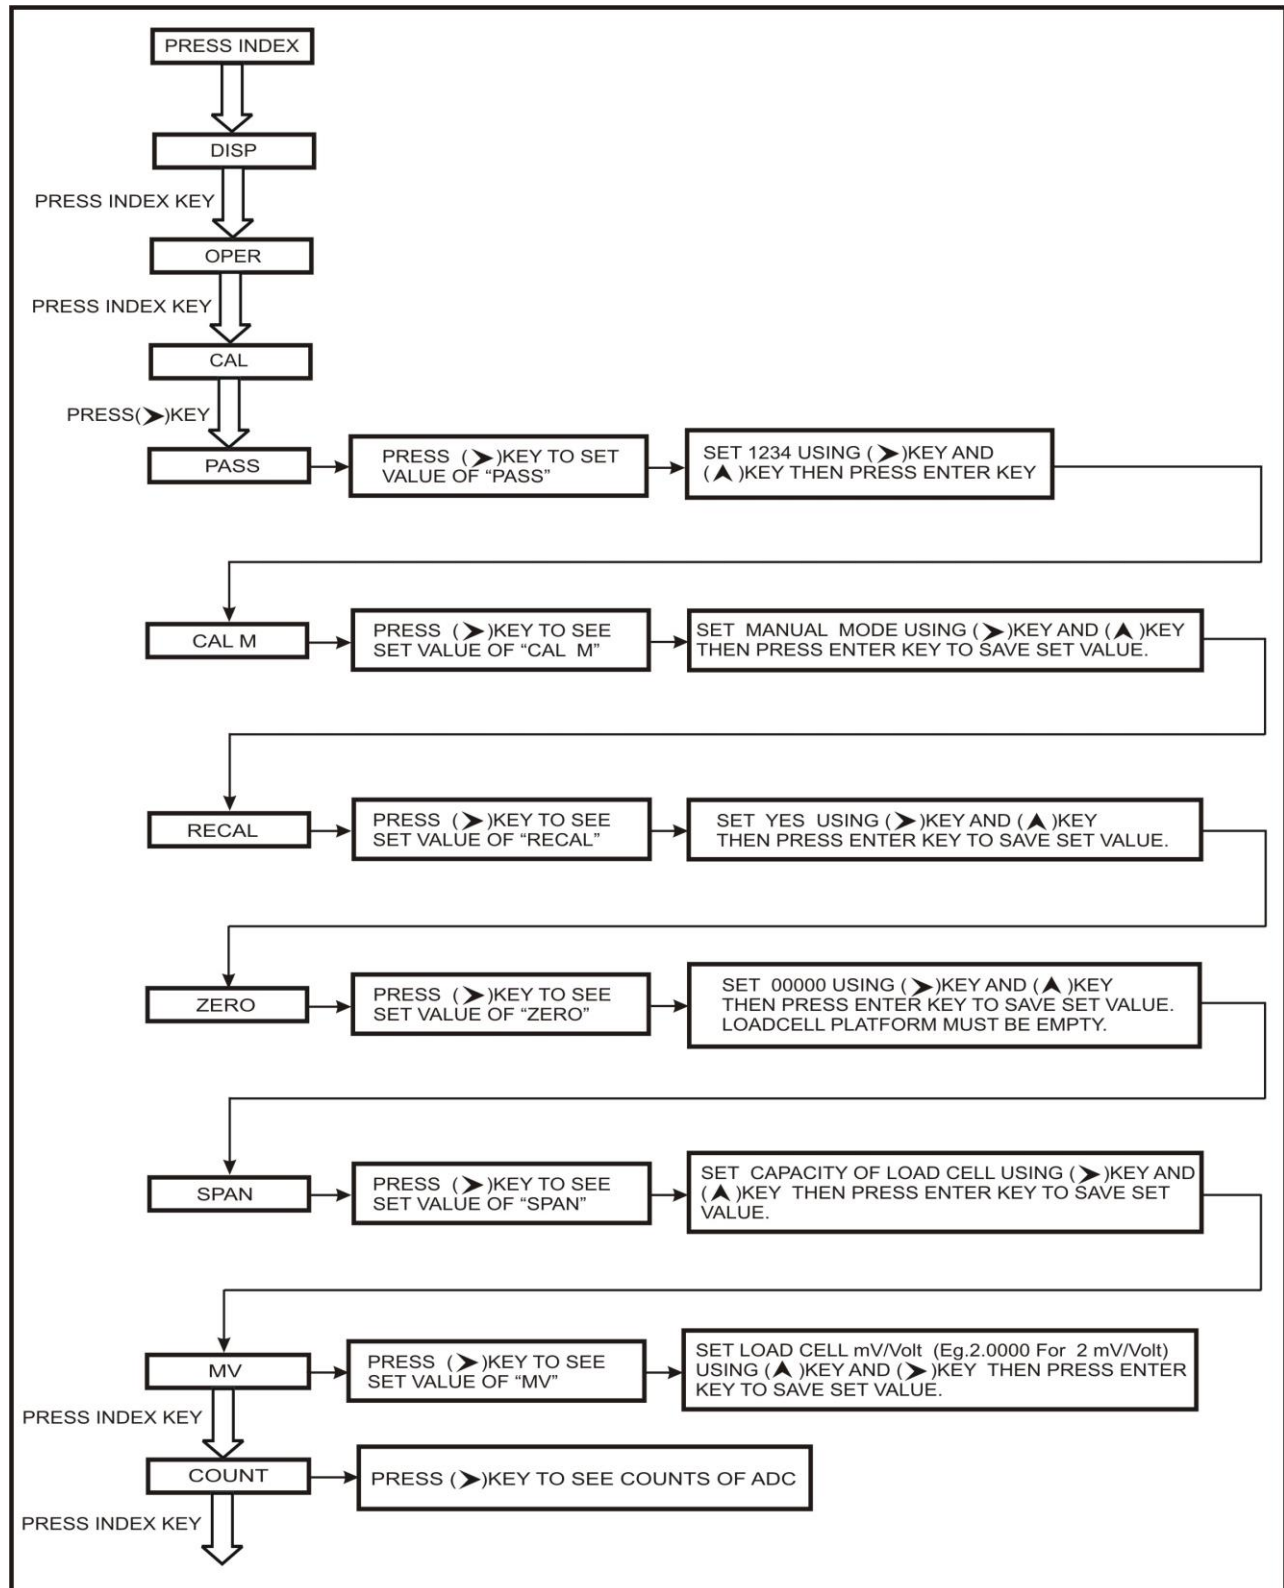 PRESS INDEX
DISP
PRESS INDEX KEY
OPER
PRESS INDEX KEY
CAL
PRESS(➤)KEY
PASS
PRESS (➤)KEY TO SET
VALUE OF “PASS”
SET 1234 USING (➤)KEY AND
(▲)KEY THEN PRESS ENTER KEY
CAL M
PRESS (➤)KEY TO SEE
SET VALUE OF “CAL M”
SET MANUAL MODE USING (➤)KEY AND (▲)KEY
THEN PRESS ENTER KEY TO SAVE SET VALUE.
RECAL
PRESS (➤)KEY TO SEE
SET VALUE OF “RECAL”
SET YES USING (➤)KEY AND (▲)KEY
THEN PRESS ENTER KEY TO SAVE SET VALUE.
ZERO
PRESS (➤)KEY TO SEE
SET VALUE OF “ZERO”
SET 00000 USING (➤)KEY AND (▲)KEY
THEN PRESS ENTER KEY TO SAVE SET VALUE.
LOADCELL PLATFORM MUST BE EMPTY.
SPAN
PRESS (➤)KEY TO SEE
SET VALUE OF “SPAN”
SET CAPACITY OF LOAD CELL USING (➤)KEY AND
(▲)KEY THEN PRESS ENTER KEY TO SAVE SET
VALUE.
MV
PRESS (➤)KEY TO SEE
SET VALUE OF “MV”
SET LOAD CELL mV/Volt (Eg.2.0000 For 2 mV/Volt)
USING (▲)KEY AND (➤)KEY THEN PRESS ENTER
KEY TO SAVE SET VALUE.
PRESS INDEX KEY
COUNT
PRESS (➤)KEY TO SEE COUNTS OF ADC
PRESS INDEX KEY